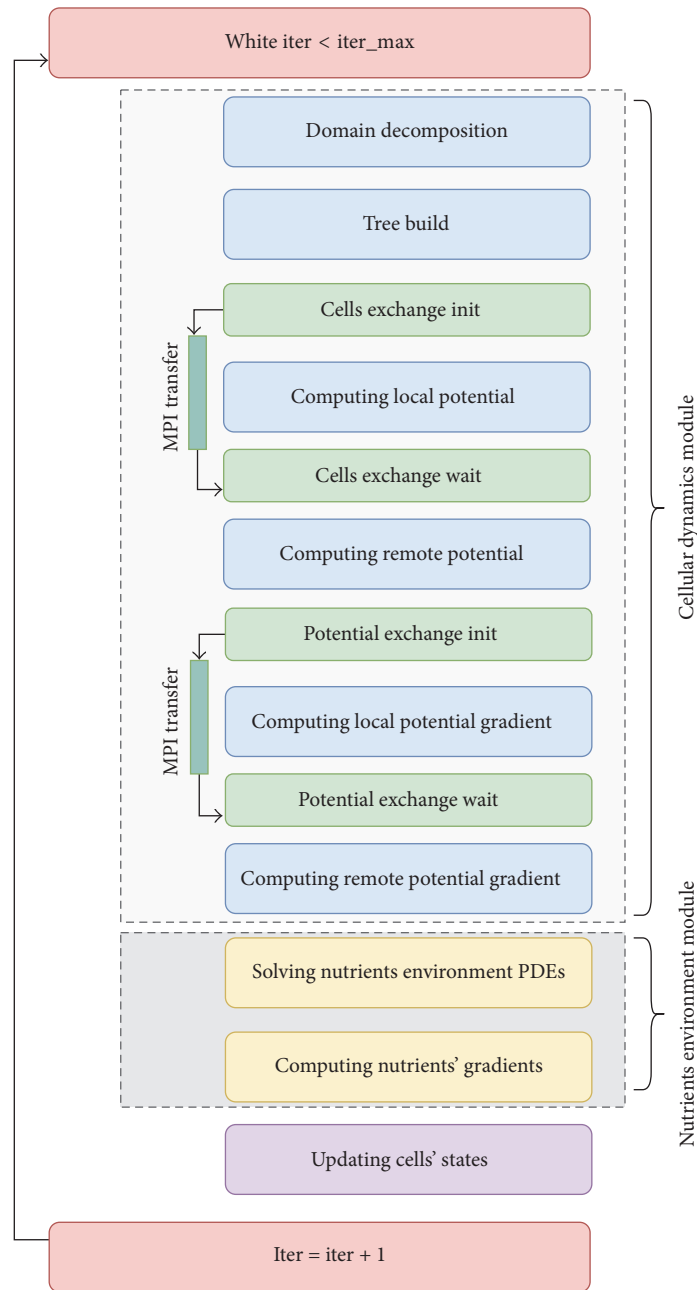 White iter < iter_max
Domain decomposition
Tree build
Cells exchange init
MPI transfer
Computing local potential
Cells exchange wait
Computing remote potential
Potential exchange init
MPI transfer
Computing local potential gradient
Potential exchange wait
Computing remote potential gradient
Cellular dynamics module
Solving nutrients environment PDEs
Computing nutrients' gradients
Nutrients environment module
Updating cells' states
Iter = iter + 1